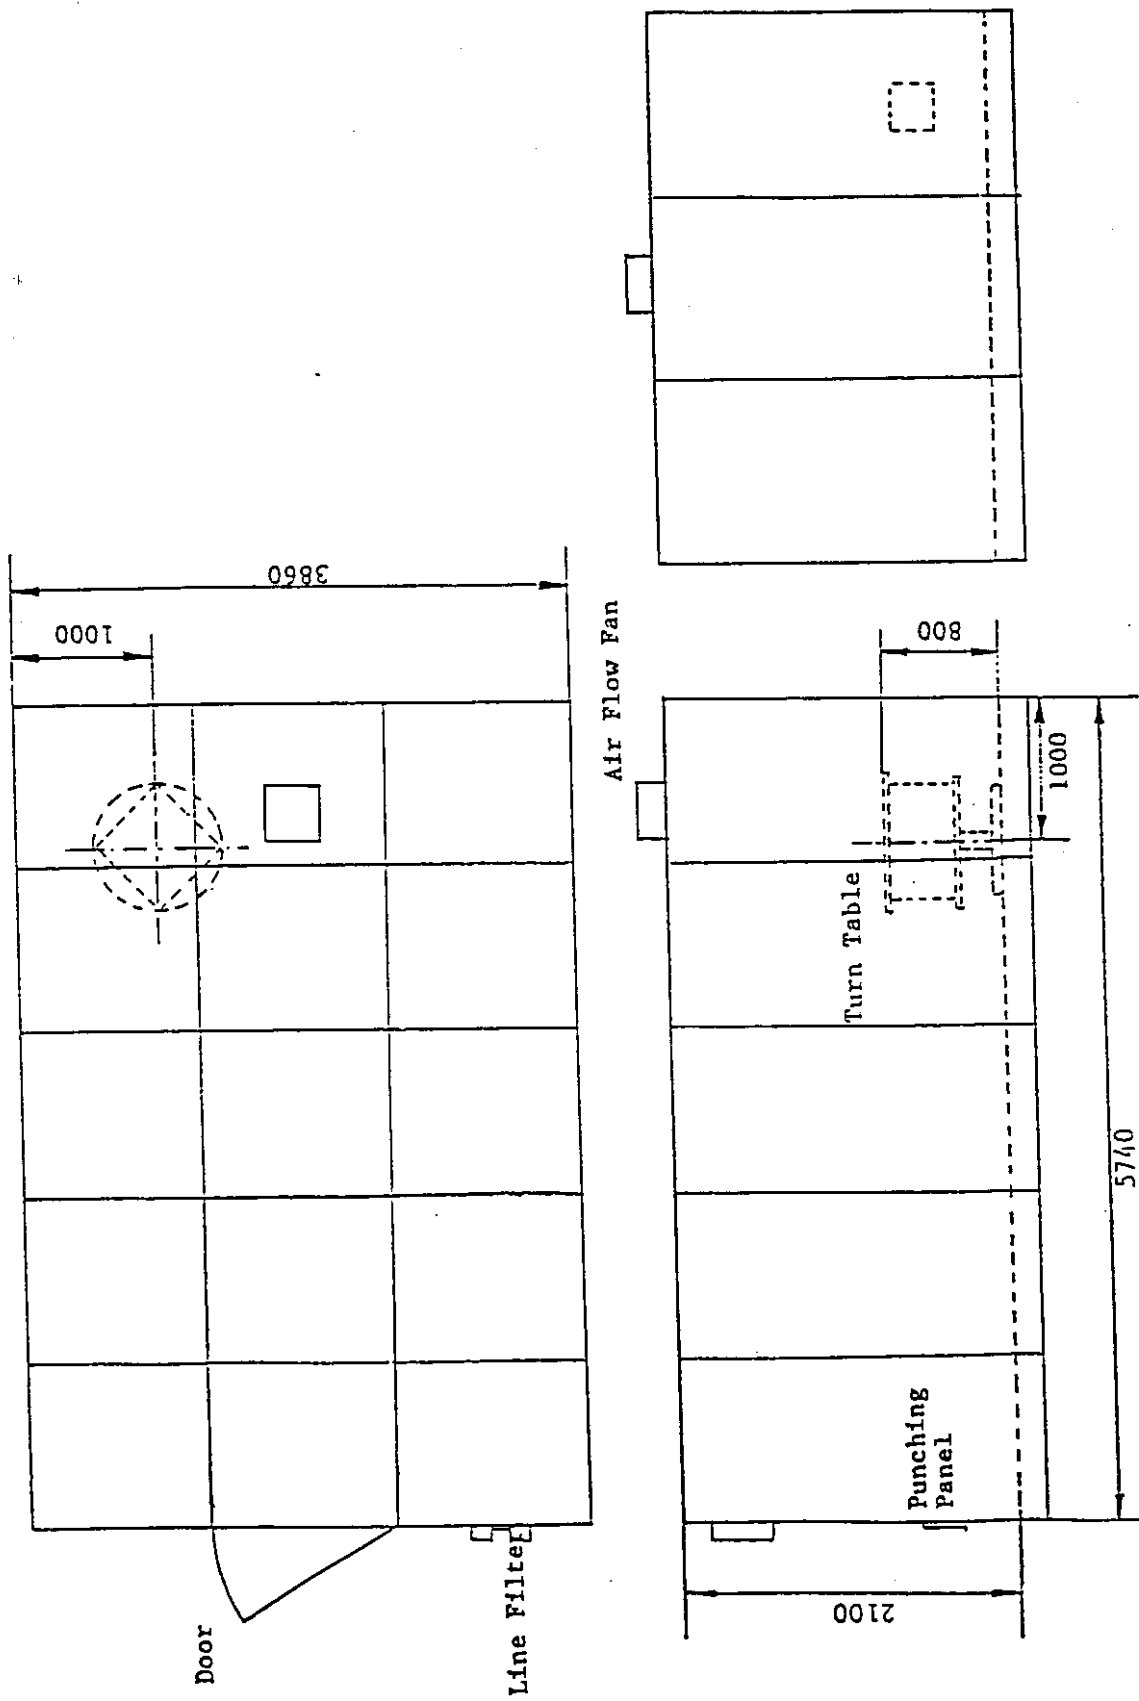 3860
1000
Air Flow Fan
Door
Line Filter
800
1000
Turn Table
5740
Punching
Panel
2100